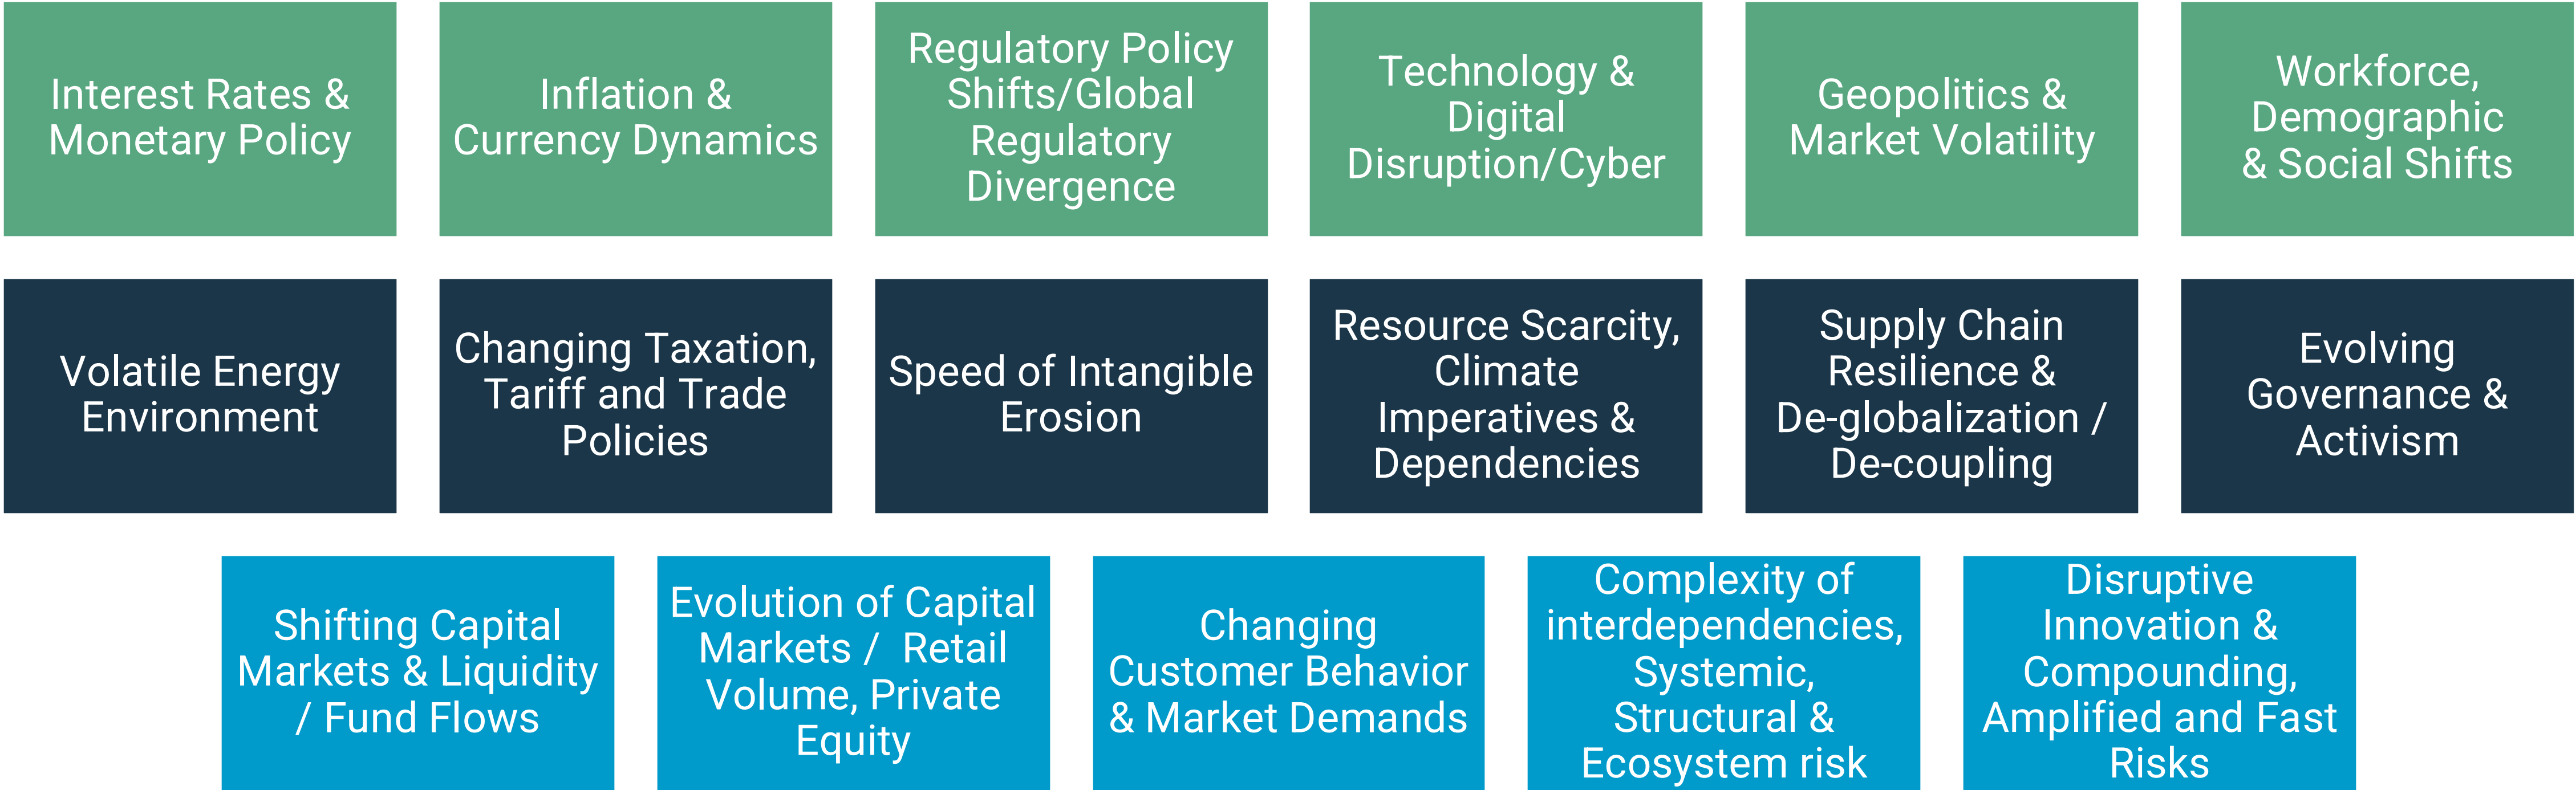 Interest Rates &
Monetary Policy
Inflation &
Currency Dynamics
Regulatory Policy
Shifts/Global
Regulatory
Divergence
Technology &
Digital
Disruption/Cyber
Geopolitics &
Market Volatility
Workforce,
Demographic
& Social Shifts
Volatile Energy
Environment
Changing Taxation,
Tariff and Trade
Policies
Speed of Intangible
Erosion
Resource Scarcity,
Climate
Imperatives &
Dependencies
Supply Chain
Resilience &
De-globalization /
De-coupling
Evolving
Governance &
Activism
Shifting Capital
Markets & Liquidity
/ Fund Flows
Evolution of Capital
Markets / Retail
Volume, Private
Equity
Changing
Customer Behavior
& Market Demands
Complexity of
interdependencies,
Systemic,
Structural &
Ecosystem risk
Disruptive
Innovation &
Compounding,
Amplified and Fast
Risks